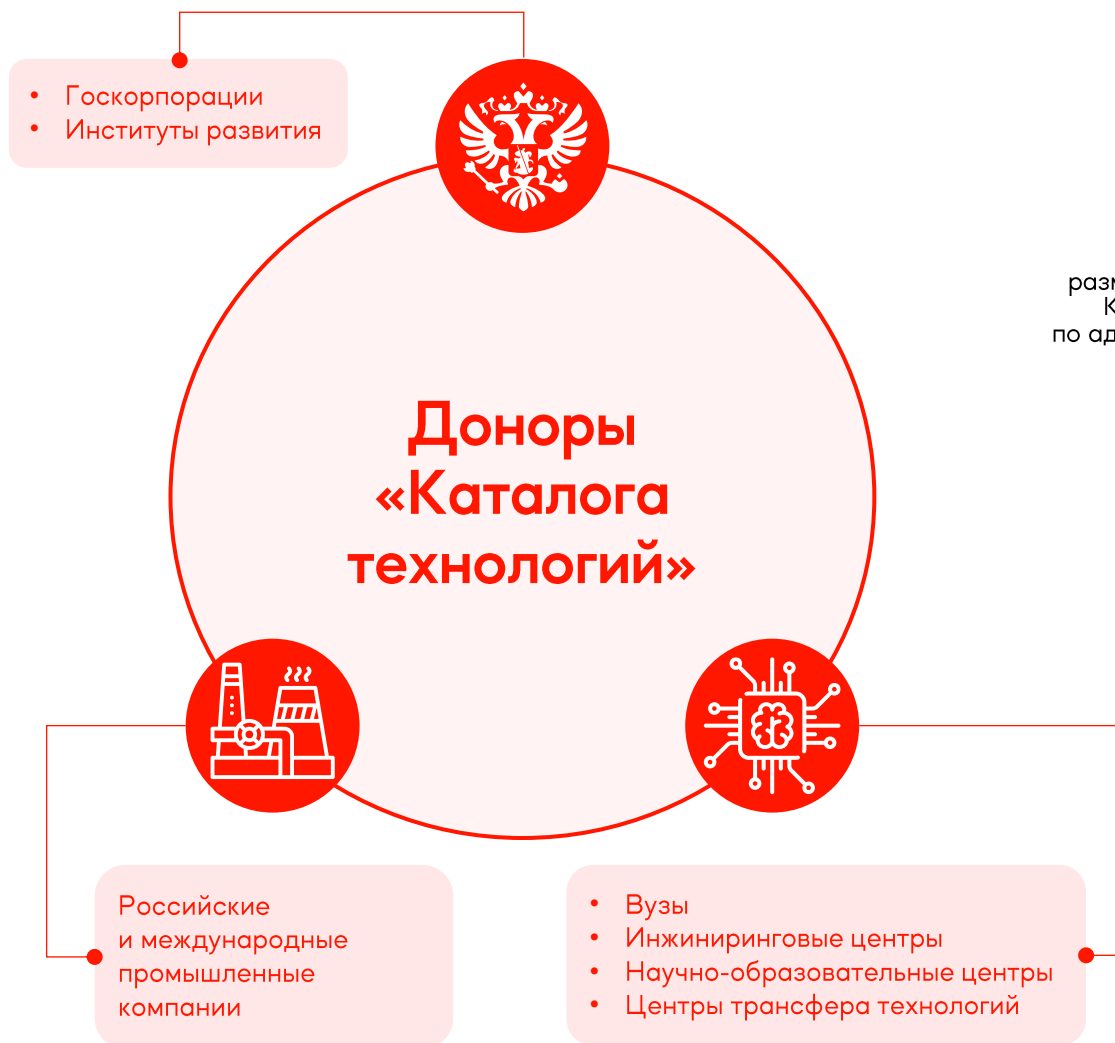 • Госкорпорации
• Институты развития
по
Доноры
«Каталога
технологий»
Российские
и международные
промышленные
компании
• Вузы
• Инжиниринговые центры
• Научно-образовательные центры
• Центры трансфера технологий